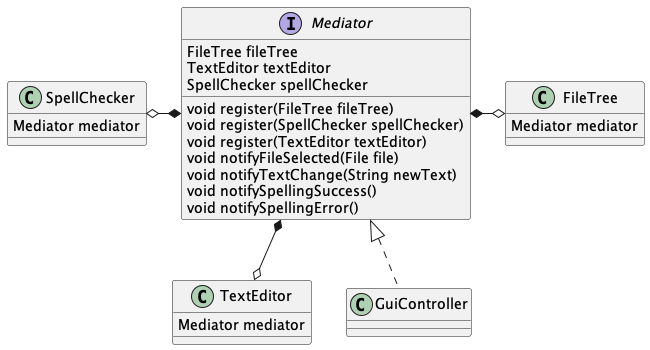 I Mediator
FileTree fileTree
TextEditor textEditor
SpellChecker spellChecker
void register(FileTree fileTree)
void register(SpellChecker spellChecker)
void register(TextEditor textEditor)
void notifyFileSelected(File file)
void notifyTextChange(String newText)
void notifySpellingSuccess()
void notifySpellingError()
C SpellChecker
Mediator mediator
C FileTree
Mediator mediator
C TextEditor
Mediator mediator
C GuiController